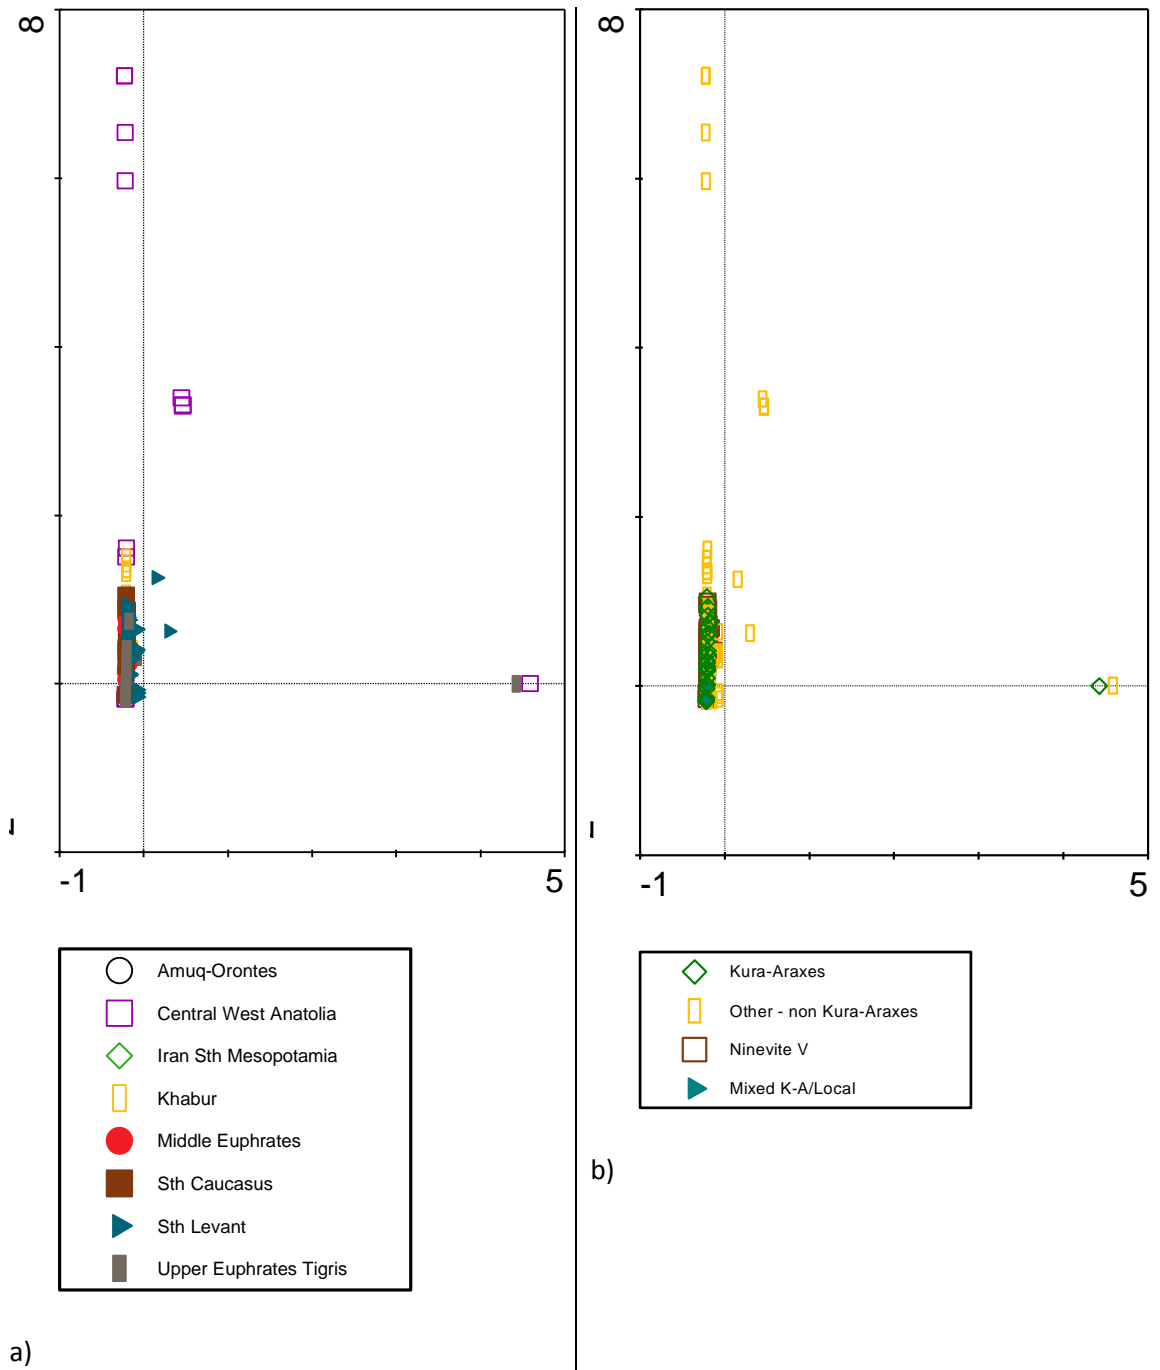 8
-1
5
Amuq-Orontes
Central West Anatolia
Iran Sth Mesopotamia
Khabur
Middle Euphrates
Sth Caucasus
Sth Levant
Upper Euphrates Tigris
a)
8
-1
5
Kura-Araxes
Other - non Kura-Araxes
Ninevite V
Mixed K-A/Local
b)